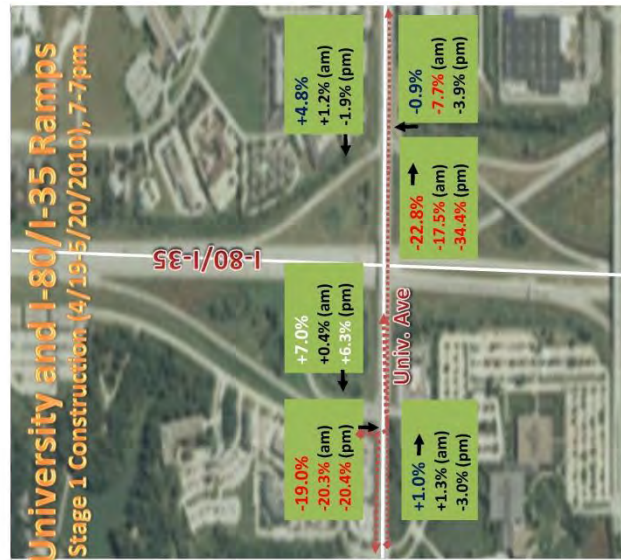 University and I-80/I-35 Ramps
Stage 1 Construction (4/19-5/20/2010), 7-7pm
-19.0%
-20.3% (am)
-20.4% (pm)
+7.0%
+0.4% (am)
+6.3% (pm)
+4.8%
+1.2% (am)
-1.9% (pm)
I-80/I-35
Univ. Ave
+1.0%
+1.3% (am)
-3.0% (pm)
-22.8%
-17.5% (am)
-34.4% (pm)
-0.9%
-7.7% (am)
-3.9% (pm)